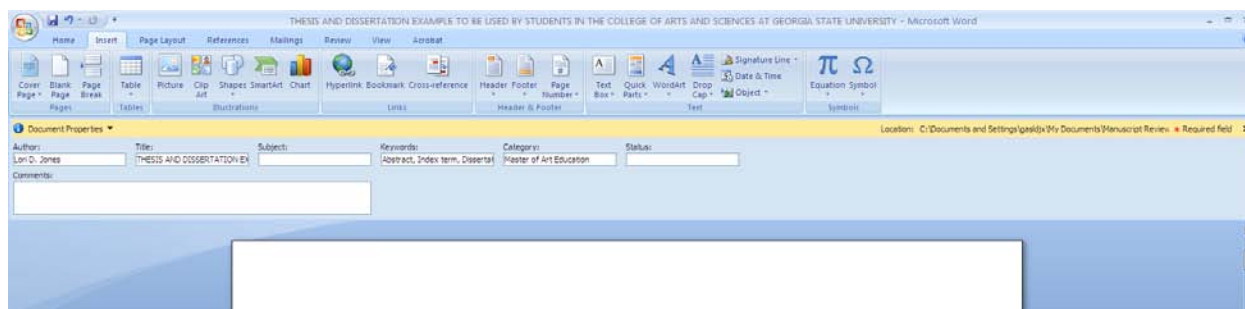 THESIS AND DISSERTATION EXAMPLE TO BE USED BY STUDENTS IN THE COLLEGE OF ARTS AND SCIENCES AT GEORGIA STATE UNIVERSITY - Microsoft Word
Home Insert Page Layout References Mailings Review View Acrobat
Cover Page Blank Page Page Break Table Picture Clip Art Shapes SmartArt Chart Hyperlink Bookmark Cross-reference Header Footer Page Number Text Box Quick Parts WordArt Drop Cap Signature Line Date & Time Object Equation Symbol
Pages Tables Illustrations Links Header & Footer Text Symbols
Document Properties Location: C:\Documents and Settings\gasldjx\My Documents\Manuscript Review * Required field
Author: Title: Subject: Keywords: Category: Status:
Lori D. Jones THESIS AND DISSERTATION EX Abstract, Index term, Dissertat Master of Art Education
Comments: